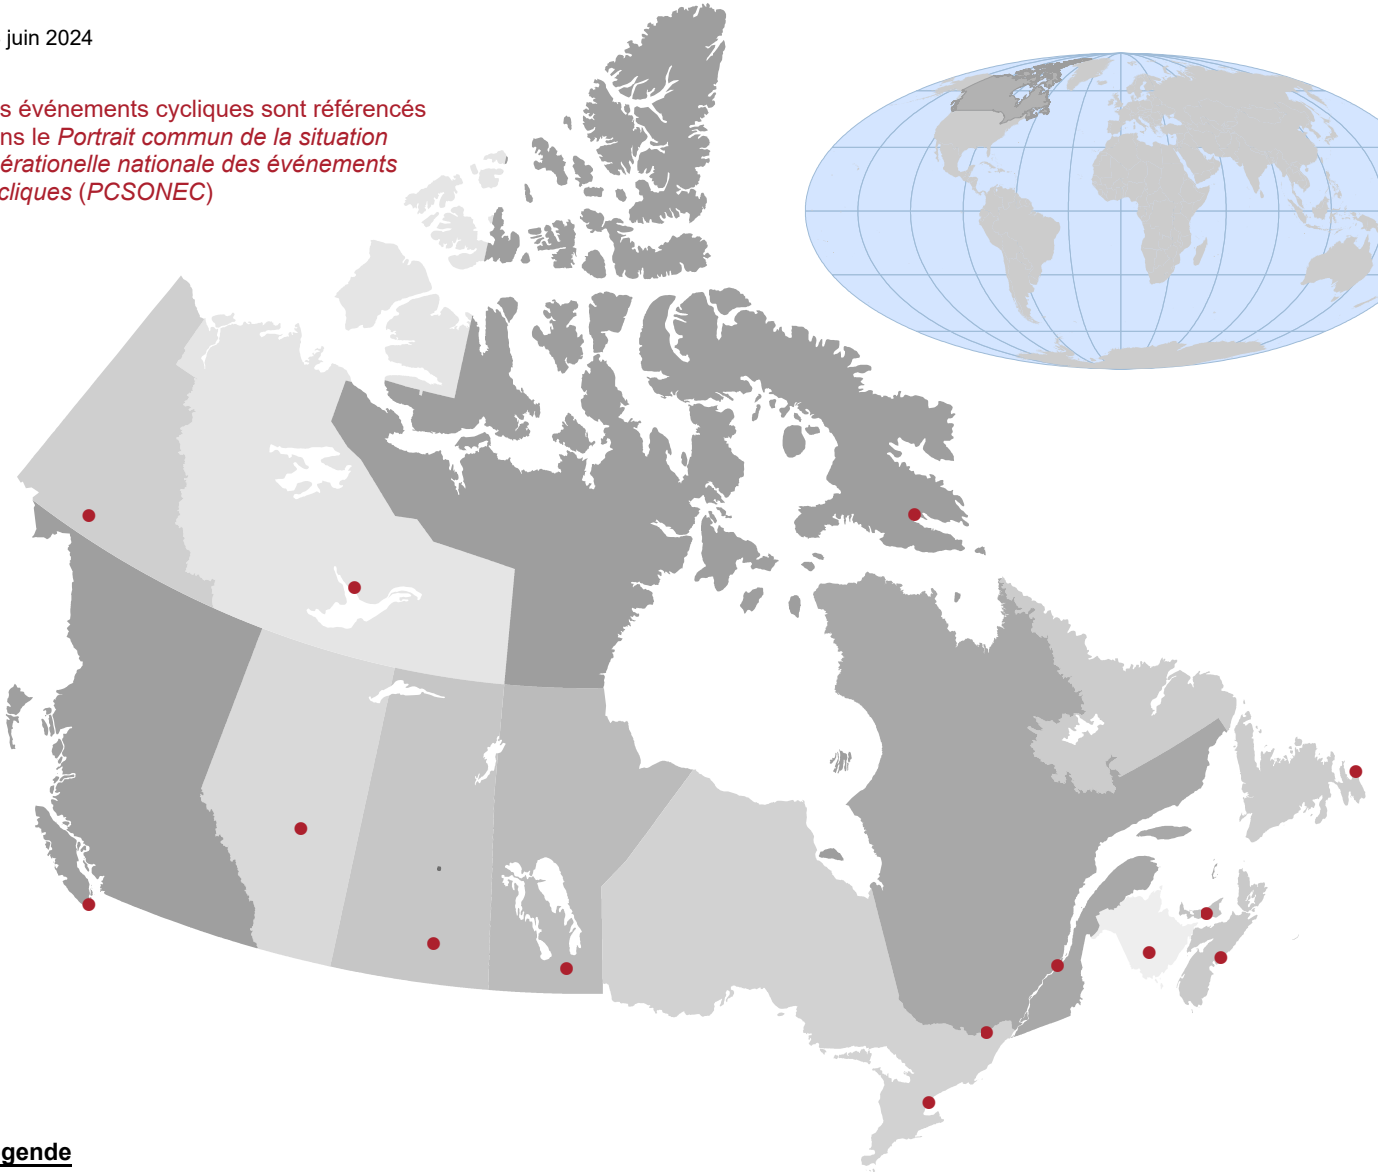 juin 2024
s événements cycliques sont référencés
ns le Portrait commun de la situation
érationelle nationale des événements
cliques (PCSONEC)
gende